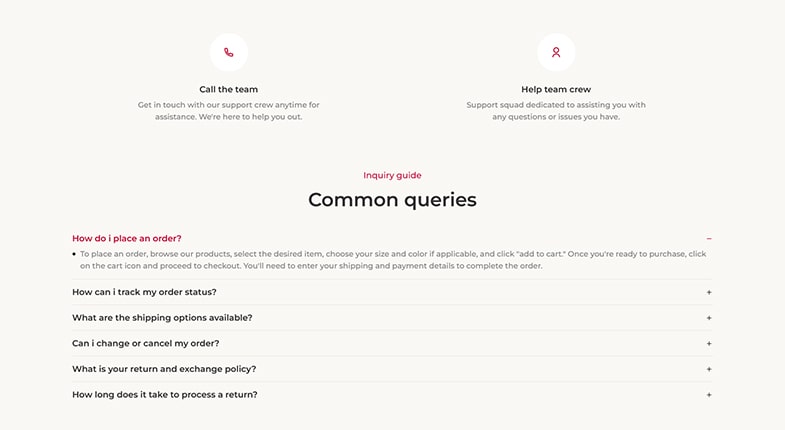 Call the team
Get in touch with our support crew anytime for
assistance. We're here to help you out.
Help team crew
Support squad dedicated to assisting you with
any questions or issues you have.
Inquiry guide
Common queries
How do i place an order?
To place an order, browse our products, select the desired item, choose your size and color if applicable, and click "add to cart." Once you're ready to purchase, click
on the cart icon and proceed to checkout. You'll need to enter your shipping and payment details to complete the order.
How can i track my order status?
What are the shipping options available?
Can i change or cancel my order?
What is your return and exchange policy?
How long does it take to process a return?